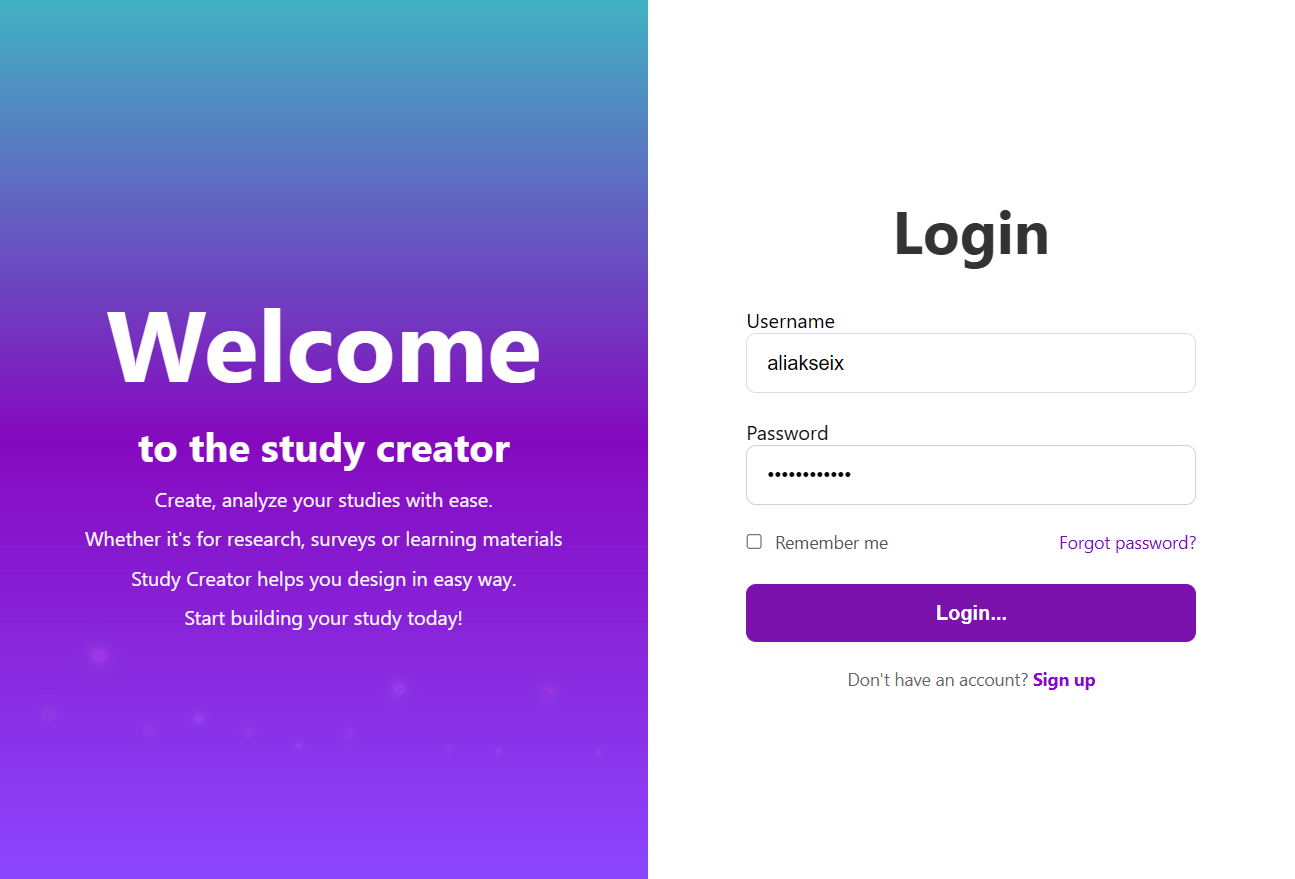 Welcome
to the study creator
Create, analyze your studies with ease.
Whether it's for research, surveys or learning materials
Study Creator helps you design in easy way.
Start building your study today!
Login
Username
aliakseix
Password
••••••••••••
Remember me
Forgot password?
Login...
Don't have an account? Sign up